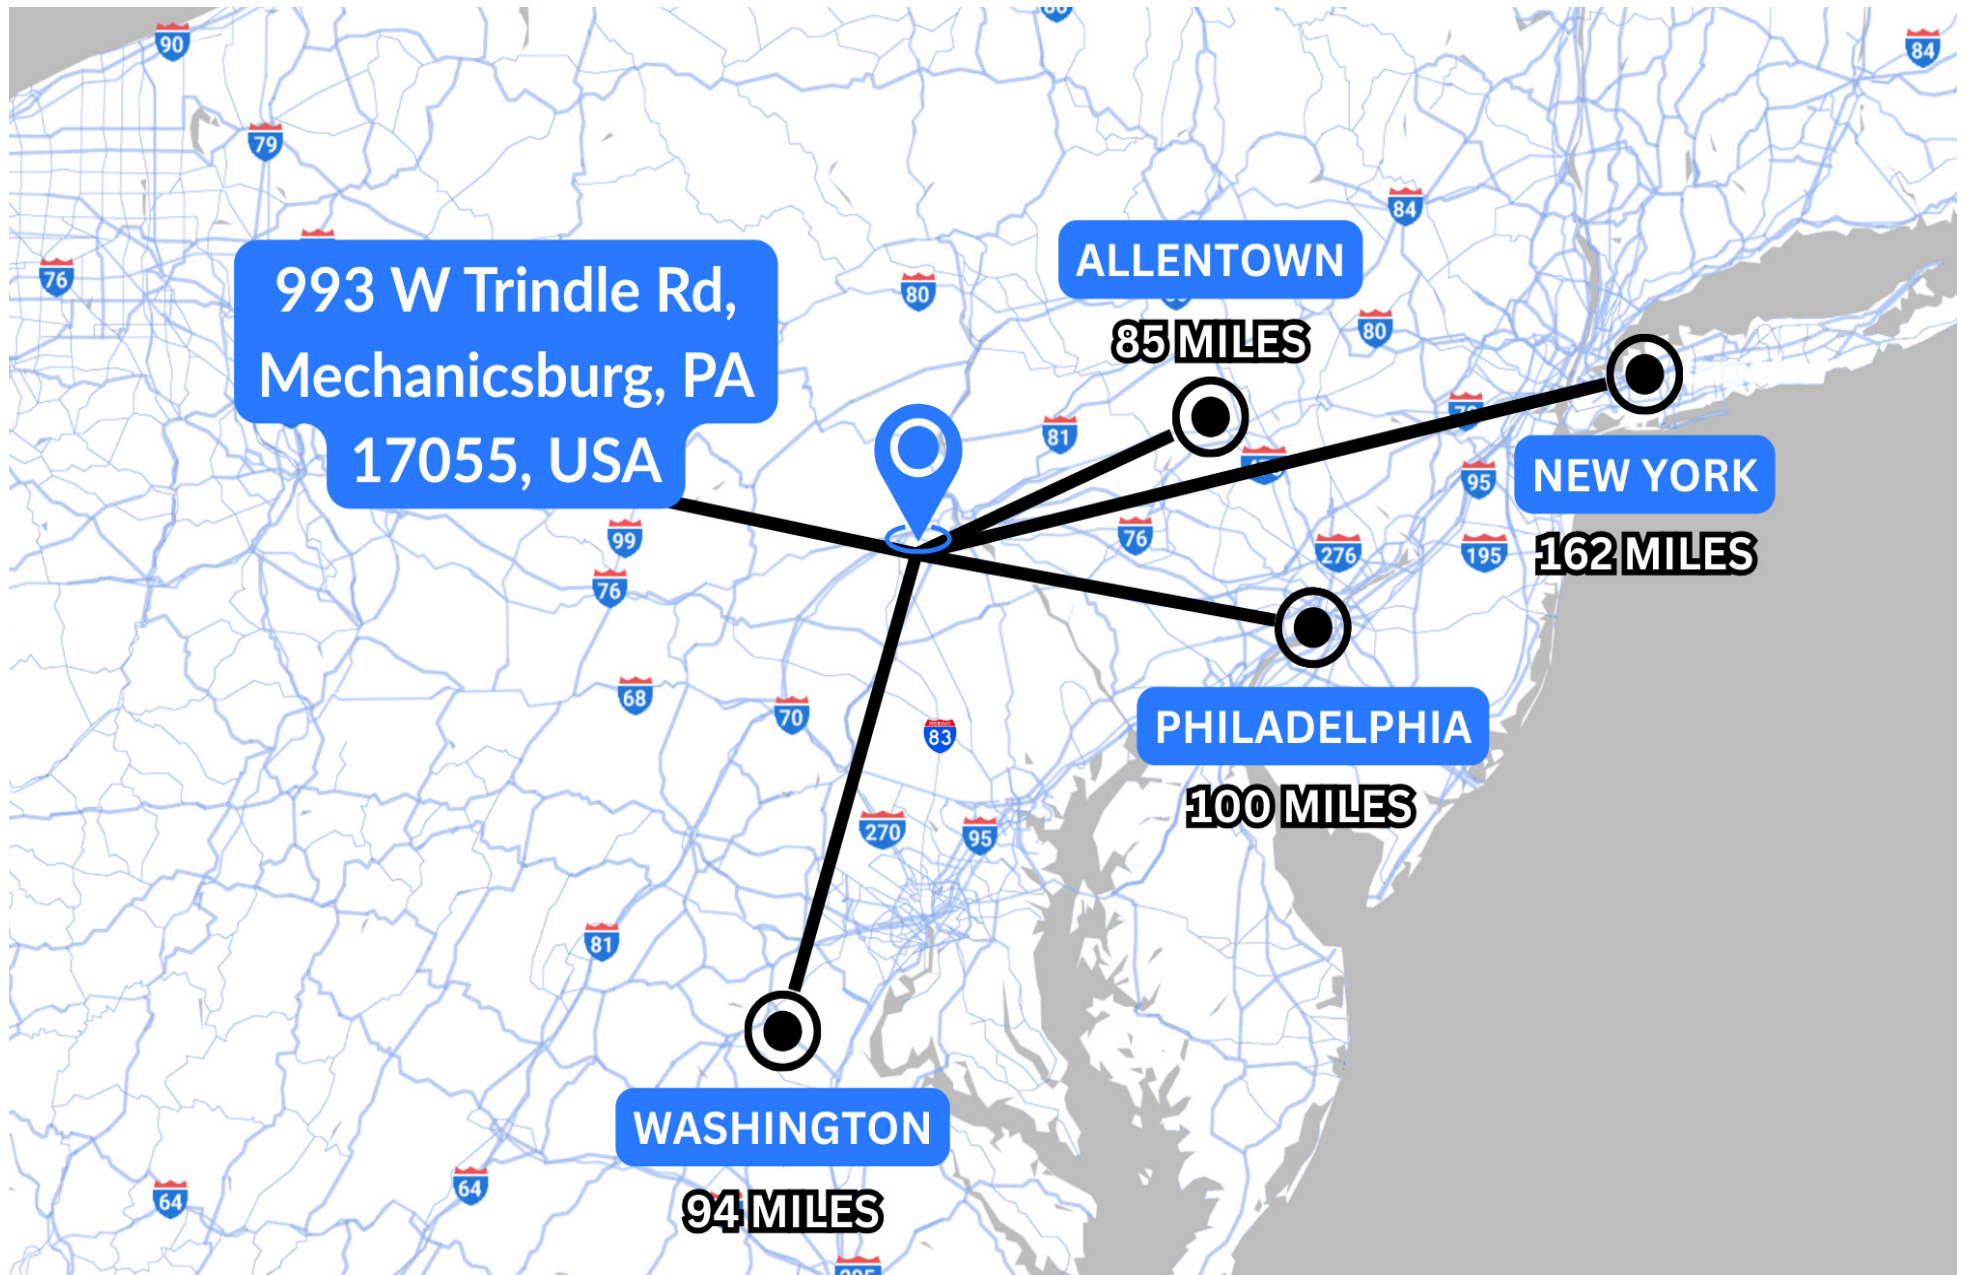 90
84
79
84
76
80
80
993 W Trindle Rd,
Mechanicsburg, PA
17055, USA
ALLENTOWN
85 MILES
81
NEW YORK
162 MILES
95
99
76
276
195
76
68
70
83
PHILADELPHIA
100 MILES
270
95
81
WASHINGTON
94 MILES
64
64